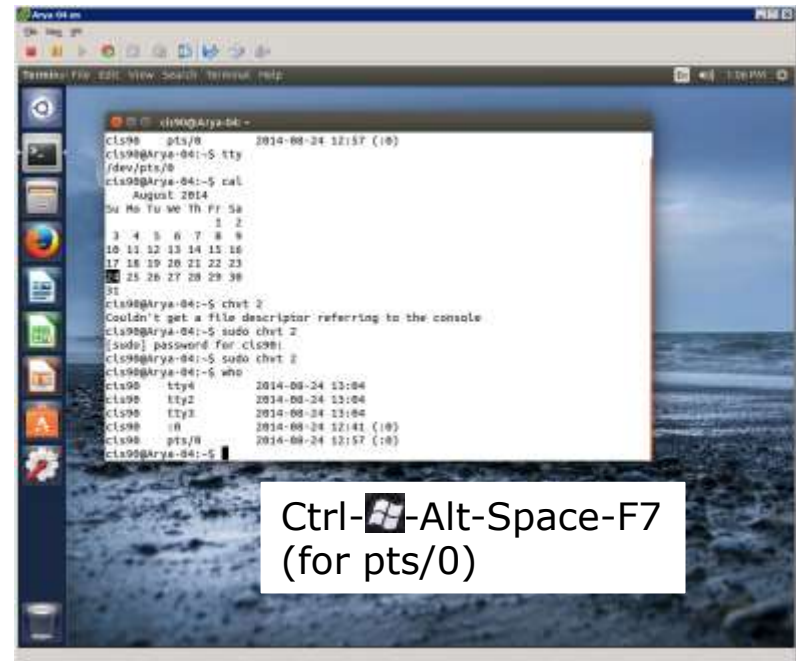 Arya-04 on
Terminal File Edit View Search Terminal Help
1:06 PM
cis90@Arya-04: ~
cis90 pts/0 2014-08-24 12:57 (:0)
cis90@Arya-04:~$ tty
/dev/pts/0
cis90@Arya-04:~$ cal
August 2014
Su Mo Tu We Th Fr Sa
1 2
3 4 5 6 7 8 9
10 11 12 13 14 15 16
17 18 19 20 21 22 23
24 25 26 27 28 29 30
31
cis90@Arya-04:~$ chvt 2
Couldn't get a file descriptor referring to the console
cis90@Arya-04:~$ sudo chvt 2
[sudo] password for cis90:
cis90@Arya-04:~$ sudo chvt 2
cis90@Arya-04:~$ who
cis90 tty4 2014-08-24 13:04
cis90 tty2 2014-08-24 13:04
cis90 tty3 2014-08-24 13:04
cis90 :0 2014-08-24 12:41 (:0)
cis90 pts/0 2014-08-24 12:57 (:0)
cis90@Arya-04:~$
Ctrl- -Alt-Space-F7
(for pts/0)